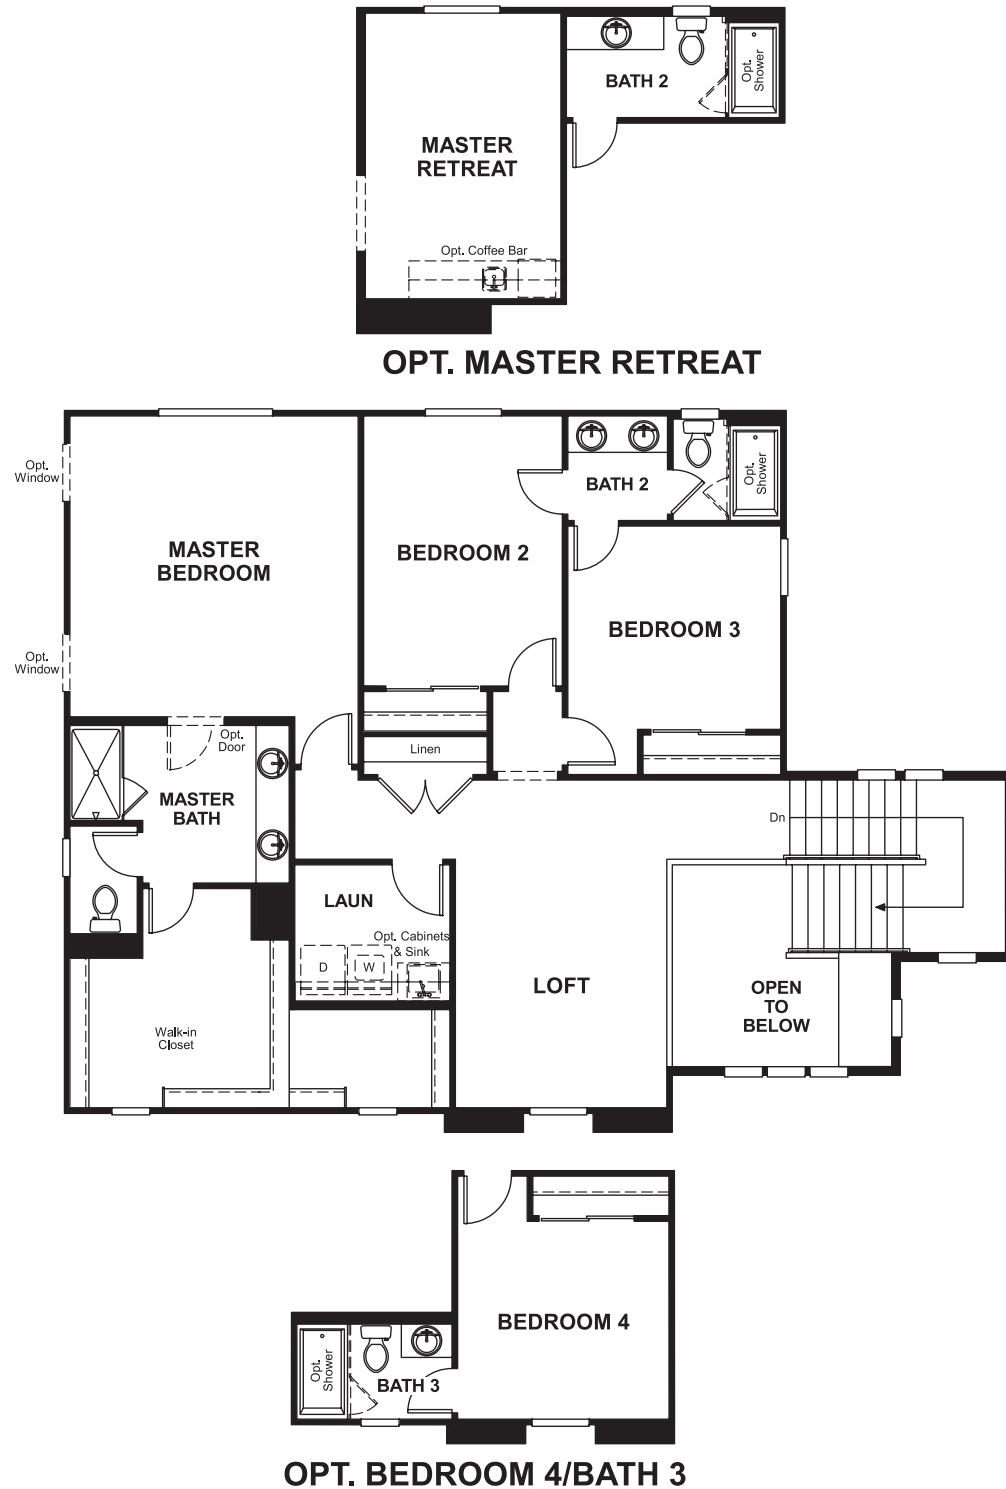 BATH 2
Opt.
Shower
MASTER
RETREAT
Opt. Coffee Bar
OPT. MASTER RETREAT
Opt.
Window
BATH 2
Opt.
Shower
MASTER
BEDROOM
BEDROOM 2
BEDROOM 3
Opt.
Window
Opt.
Door
Linen
MASTER
BATH
Dn
LAUN
Opt. Cabinets
& Sink
D
W
LOFT
OPEN
TO
BELOW
Walk-in
Closet
BEDROOM 4
Opt.
Shower
BATH 3
OPT. BEDROOM 4/BATH 3